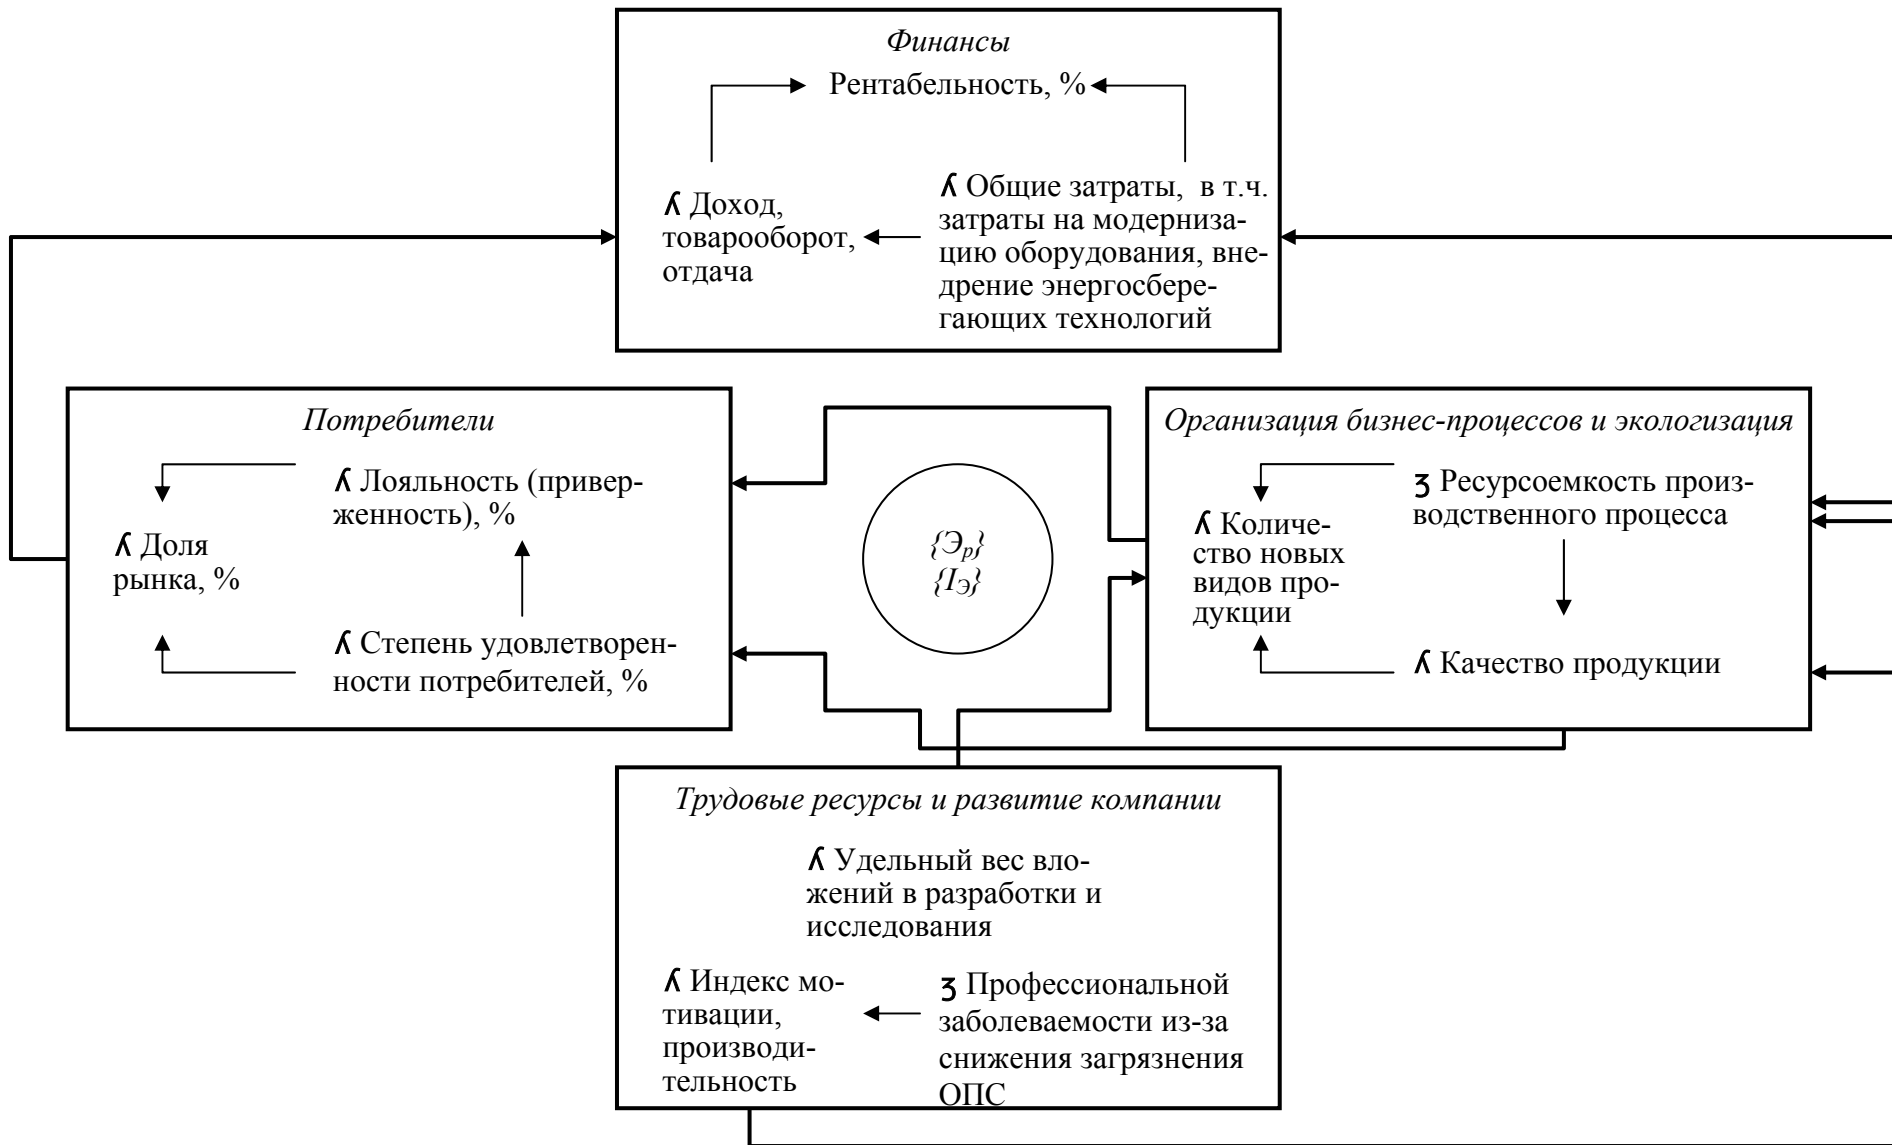 Финансы
Рентабельность, %
ʎ Доход,
товарооборот,
отдача
ʎ Общие затраты, в т.ч.
затраты на модерниза-
цию оборудования, вне-
дрение энергосбере-
гающих технологий
Потребители
ʎ Лояльность (привер-
женность), %
ʎ Доля
рынка, %
ʎ Степень удовлетворен-
ности потребителей, %
{Эр}
{IЭ}
Организация бизнес-процессов и экологизация
ʒ Ресурсоемкость произ-
водственного процесса
ʎ Количе-
ство новых
видов про-
дукции
ʎ Качество продукции
Трудовые ресурсы и развитие компании
ʎ Удельный вес вло-
жений в разработки и
исследования
ʎ Индекс мо-
тивации,
производи-
тельность
ʒ Профессиональной
заболеваемости из-за
снижения загрязнения
ОПС